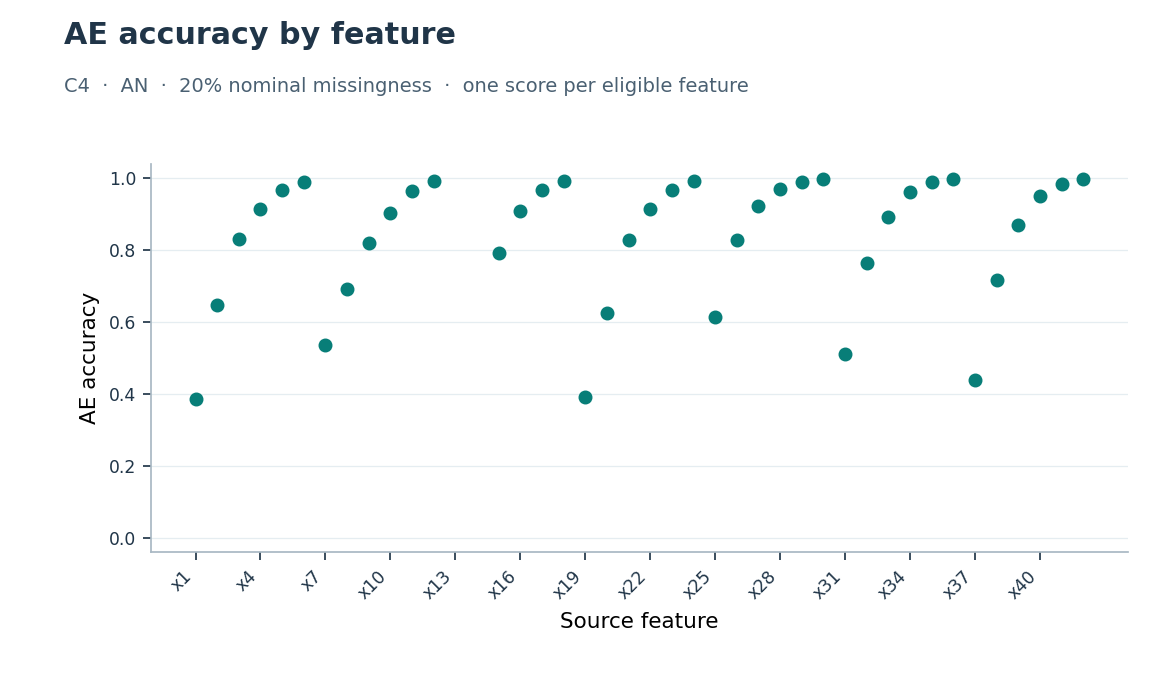 AE accuracy by feature
C4 · AN · 20% nominal missingness · one score per eligible feature
AE accuracy
1.0
0.8
0.6
0.4
0.2
0.0
x1 x4 x7 x10 x13 x16 x19 x22 x25 x28 x31 x34 x37 x40
Source feature